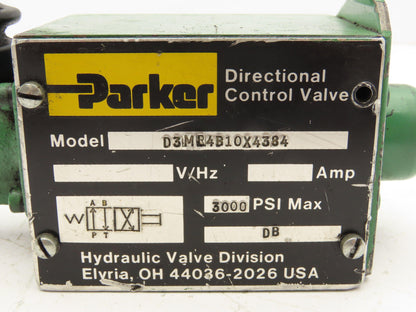 Parker
Directional
Control Valve
Model
V/Hz Amp
3000 PSI Max
A B
P T
DB
Hydraulic Valve Division
Elyria, OH 44036-2026 USA